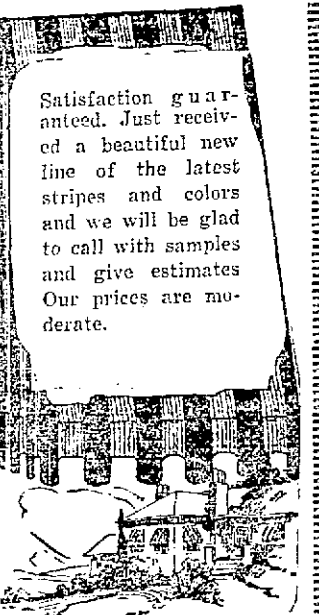 Satisfaction guar-
anteed. Just receiv-
ed a beautiful new
line of the latest
stripes and colors
and we will be glad
to call with samples
and give estimates
Our prices are mo-
derate.